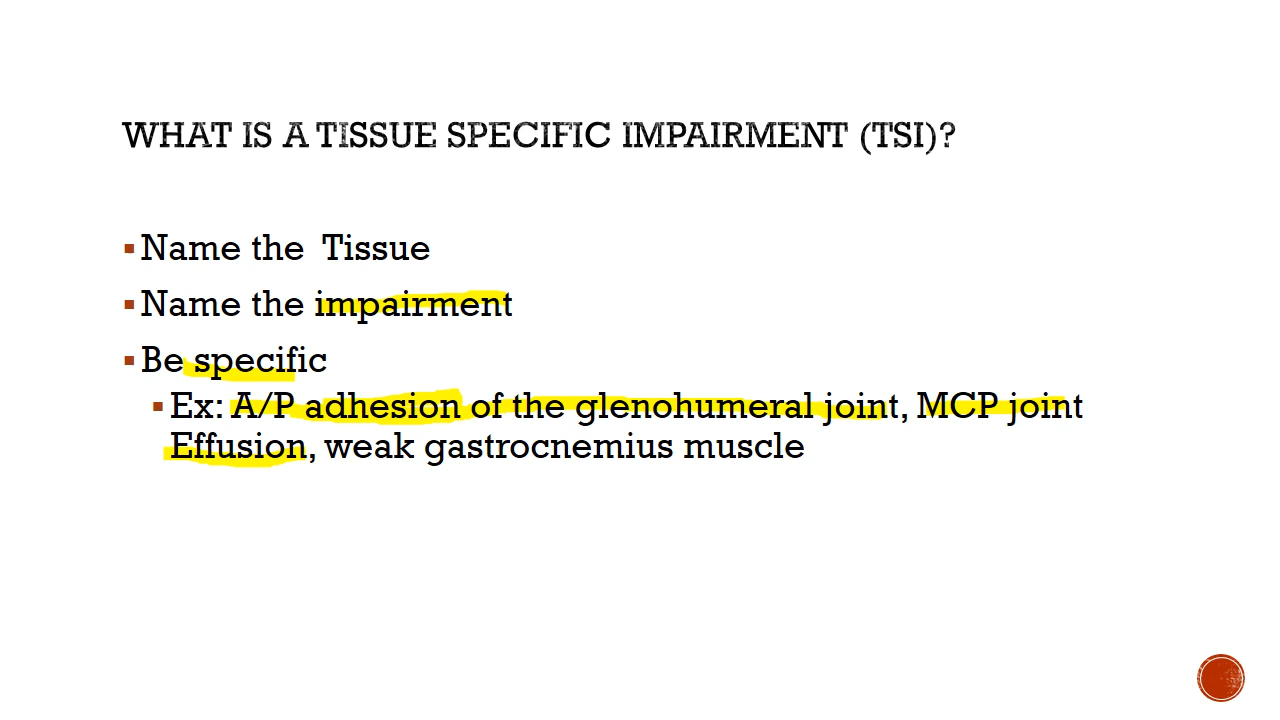 WHAT IS A TISSUE SPECIFIC IMPAIRMENT (TSI)?
Name the Tissue
Name the impairment
Be specific
Ex: A/P adhesion of the glenohumeral joint, MCP joint
Effusion, weak gastrocnemius muscle